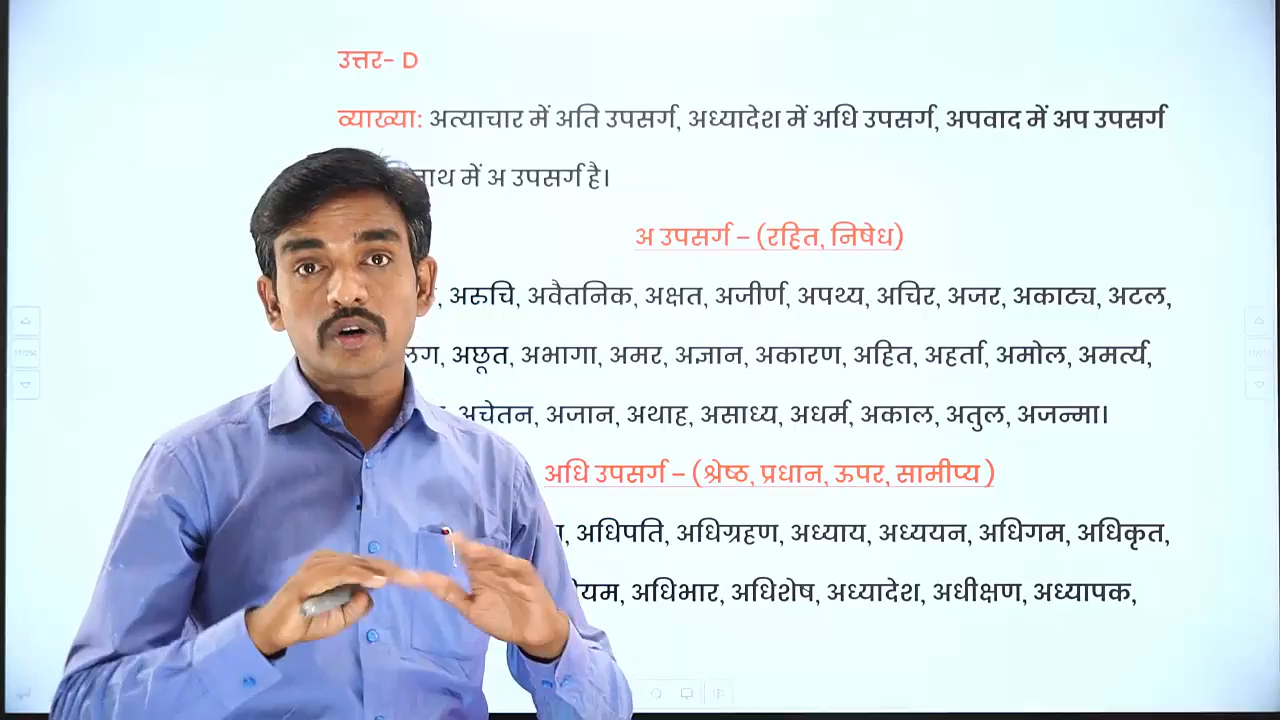 उत्तर- D
व्याख्या: अत्याचार में अति उपसर्ग, अध्यादेश में अधि उपसर्ग, अपवाद में अप उपसर्ग
में अ उपसर्ग है।
अ उपसर्ग – (रहित, निषेध)
अरुचि, अवैतनिक, अक्षत, अजीर्ण, अपथ्य, अचिर, अजर, अकाट्य, अटल,
अछूत, अभागा, अमर, अज्ञान, अकारण, अहित, अहर्ता, अमोल, अमर्त्य,
अचेतन, अजान, अथाह, असाध्य, अधर्म, अकाल, अतुल, अजन्मा।
अधि उपसर्ग – (श्रेष्ठ, प्रधान, ऊपर, सामीप्य )
अधिपति, अधिग्रहण, अध्याय, अध्ययन, अधिगम, अधिकृत,
अधिभार, अधिशेष, अध्यादेश, अधीक्षण, अध्यापक,